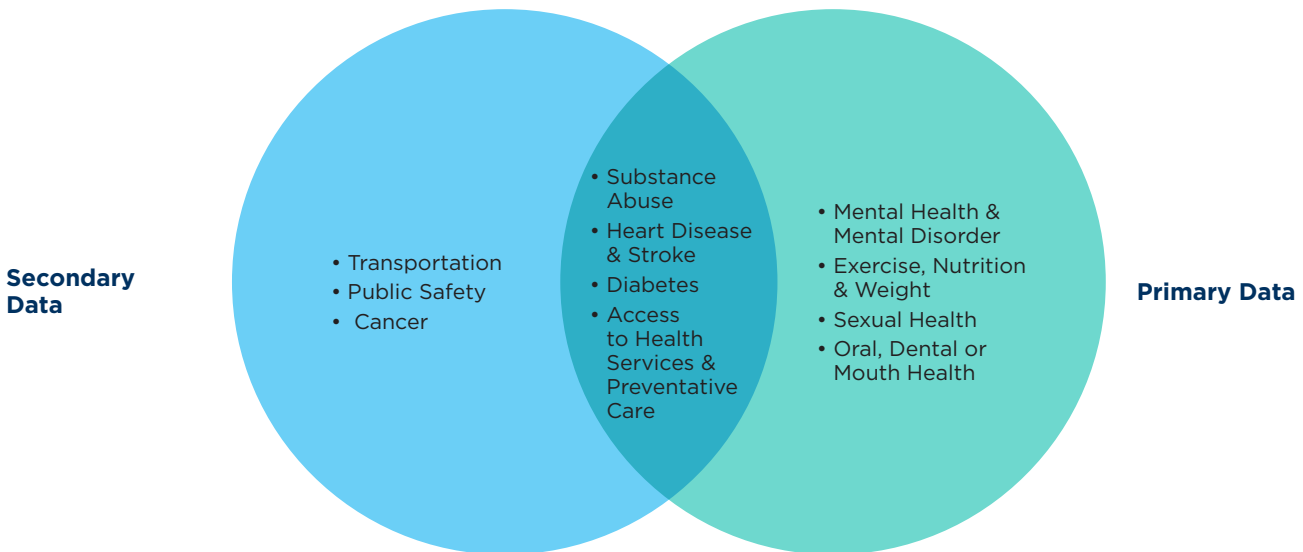 Secondary
Data
• Transportation
• Public Safety
• Cancer
• Substance
Abuse
• Heart Disease
& Stroke
• Diabetes
• Access
to Health
Services &
Preventative
Care
• Mental Health &
Mental Disorder
• Exercise, Nutrition
& Weight
• Sexual Health
• Oral, Dental or
Mouth Health
Primary Data